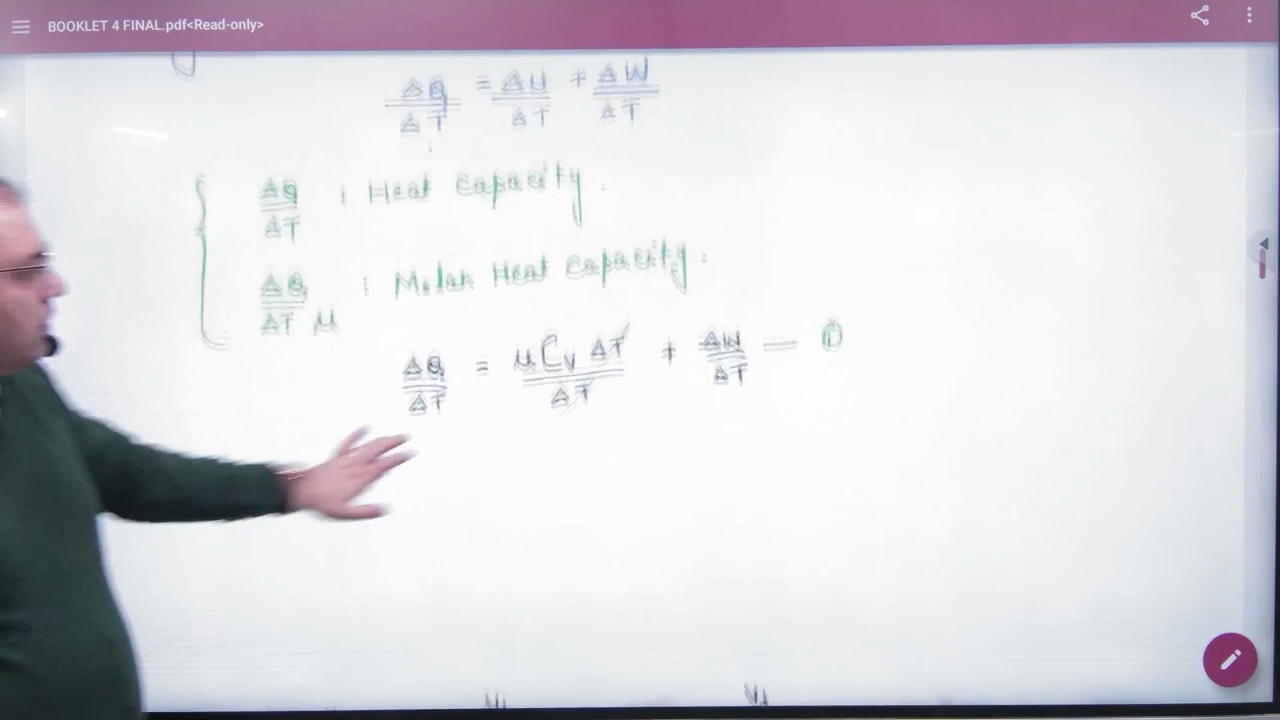 BOOKLET 4 FINAL.pdf<Read-only>
ΔQ/ΔT = ΔU/ΔT + ΔW/ΔT
ΔQ/ΔT : Heat Capacity.
ΔQ/ΔT μ : Molar Heat Capacity.
ΔQ/ΔT = μCv ΔT/ΔT + ΔW/ΔT — ①